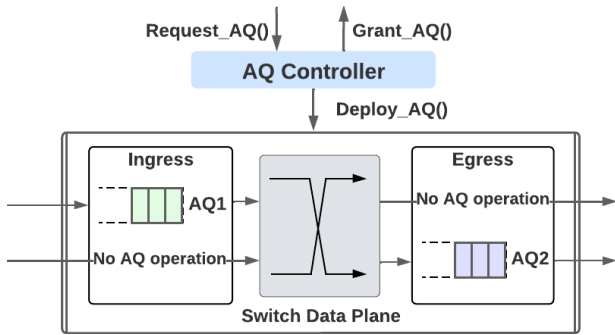 Request_AQ() Grant_AQ()
AQ Controller
Deploy_AQ()
Ingress
Egress
AQ1
No AQ operation
No AQ operation
AQ2
Switch Data Plane